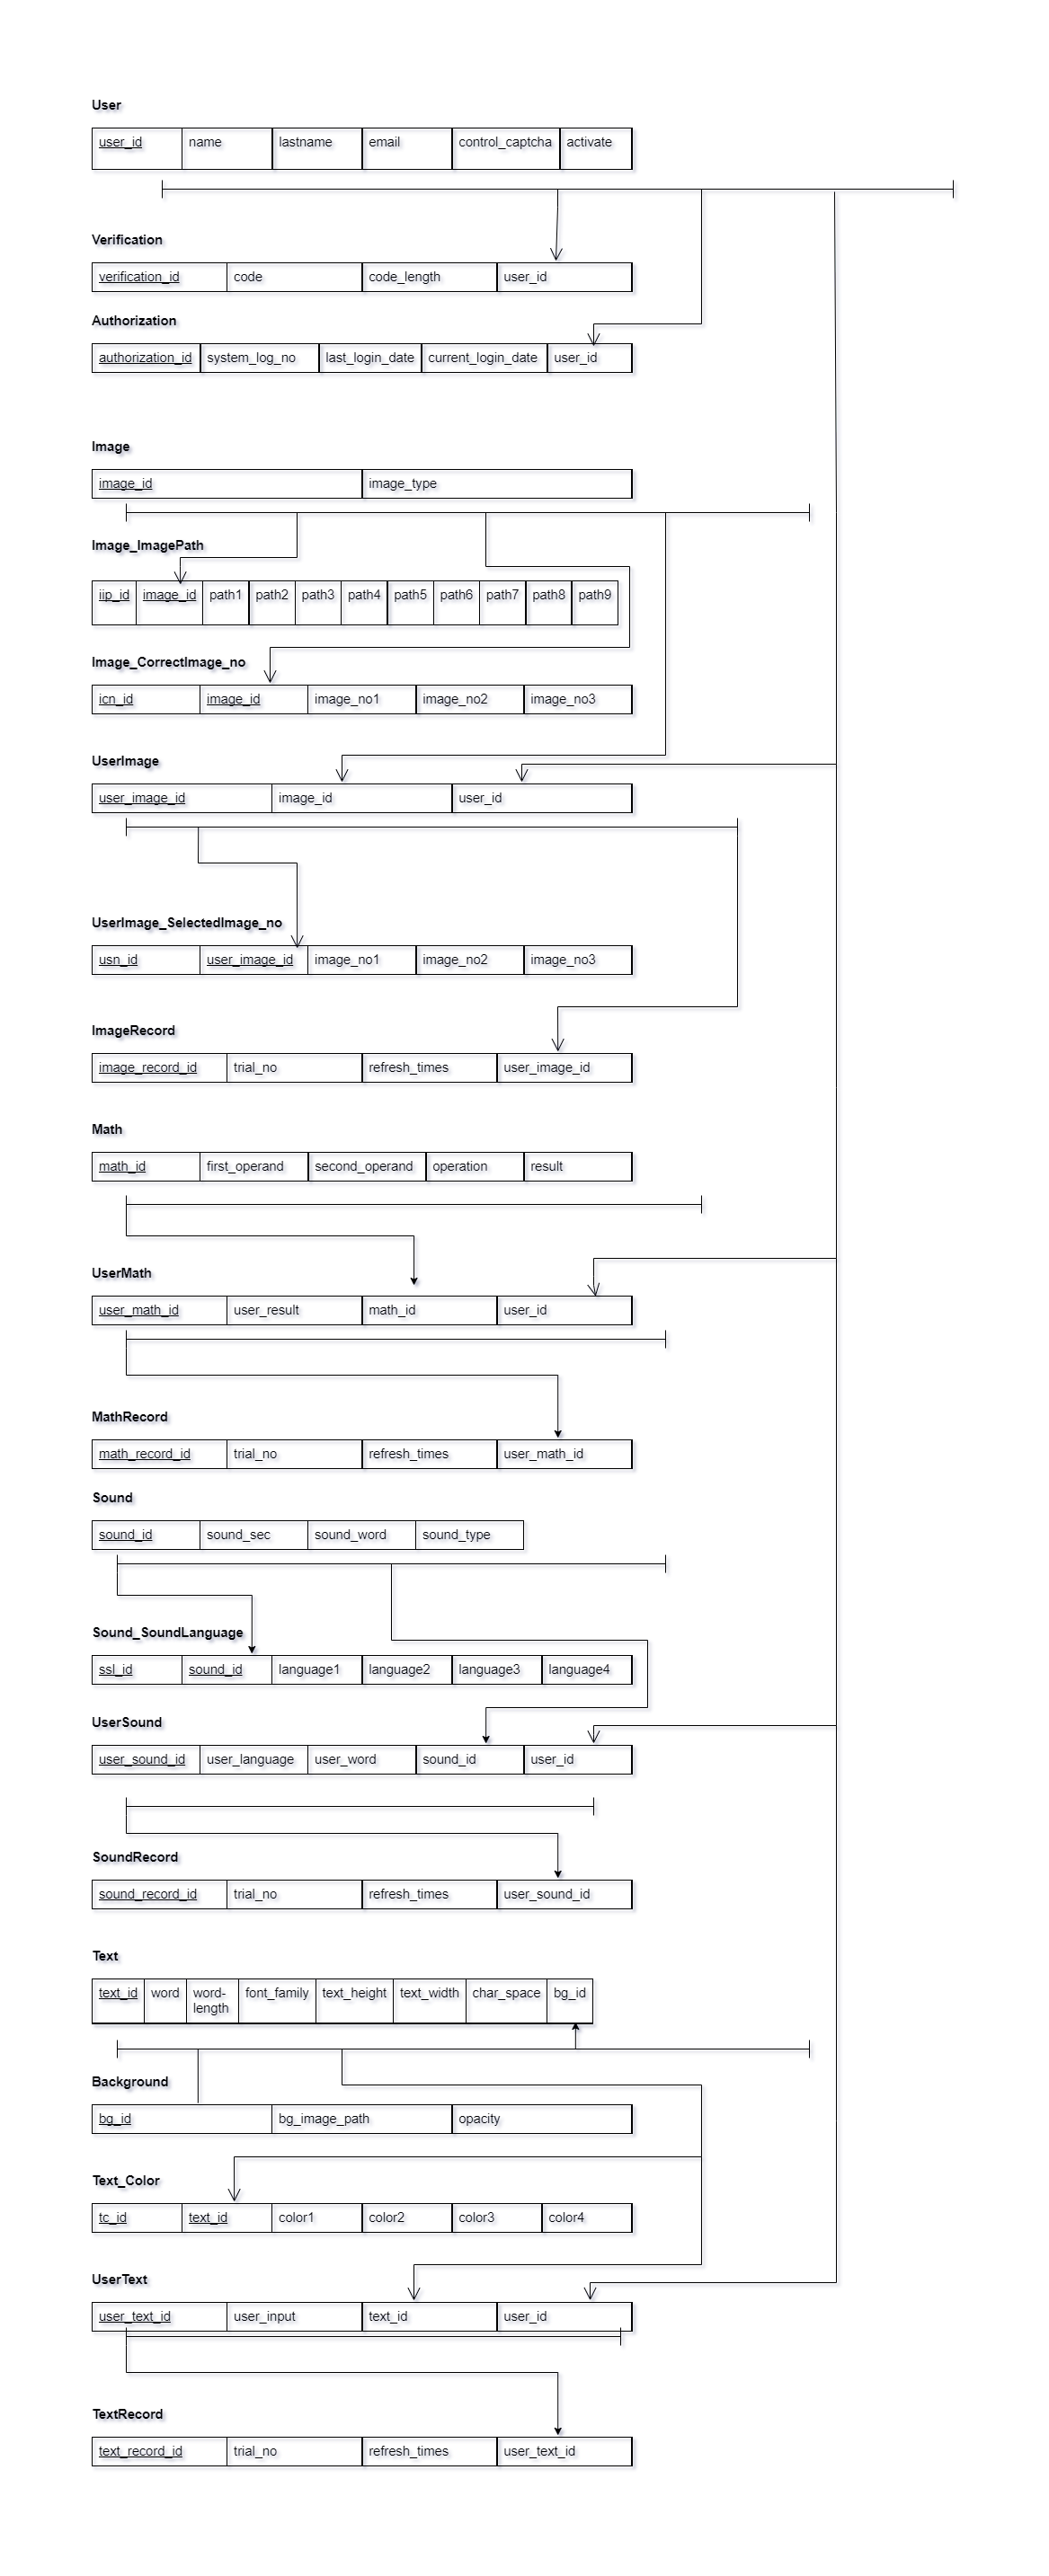 User
user_id name lastname email control_captcha activate
Verification
verification_id code code_length user_id
Authorization
authorization_id system_log_no last_login_date current_login_date user_id
Image
image_id image_type
Image_ImagePath
iip_id image_id path1 path2 path3 path4 path5 path6 path7 path8 path9
Image_CorrectImage_no
icn_id image_id image_no1 image_no2 image_no3
UserImage
user_image_id image_id user_id
UserImage_SelectedImage_no
usn_id user_image_id image_no1 image_no2 image_no3
ImageRecord
image_record_id trial_no refresh_times user_image_id
Math
math_id first_operand second_operand operation result
UserMath
user_math_id user_result math_id user_id
MathRecord
math_record_id trial_no refresh_times user_math_id
Sound
sound_id sound_sec sound_word sound_type
Sound_SoundLanguage
ssl_id sound_id language1 language2 language3 language4
UserSound
user_sound_id user_language user_word sound_id user_id
SoundRecord
sound_record_id trial_no refresh_times user_sound_id
Text
text_id word word- font_family text_height text_width char_space bg_id
length
Background
bg_id bg_image_path opacity
Text_Color
tc_id text_id color1 color2 color3 color4
UserText
user_text_id user_input text_id user_id
TextRecord
text_record_id trial_no refresh_times user_text_id